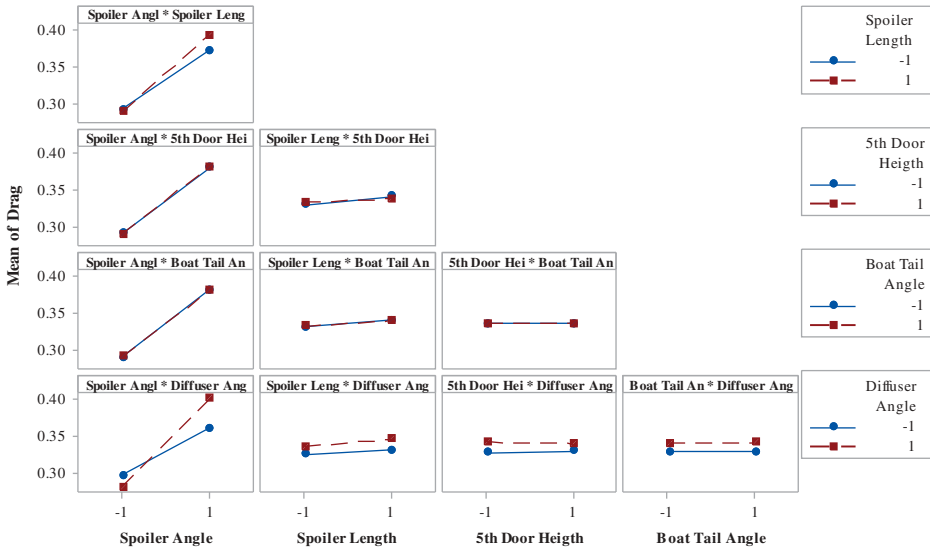 Spoiler Angl * Spoiler Leng
0.40
0.35
0.30
Spoiler Length
-1
1
Spoiler Angl * 5th Door Hei
Spoiler Leng * 5th Door Hei
0.40
0.35
0.30
5th Door Heigth
-1
1
Mean of Drag
Spoiler Angl * Boat Tail An
Spoiler Leng * Boat Tail An
5th Door Hei * Boat Tail An
0.40
0.35
0.30
Boat Tail Angle
-1
1
Spoiler Angl * Diffuser Ang
Spoiler Leng * Diffuser Ang
5th Door Hei * Diffuser Ang
Boat Tail An * Diffuser Ang
0.40
0.35
0.30
Diffuser Angle
-1
1
-1 1
-1 1
-1 1
-1 1
Spoiler Angle
Spoiler Length
5th Door Heigth
Boat Tail Angle